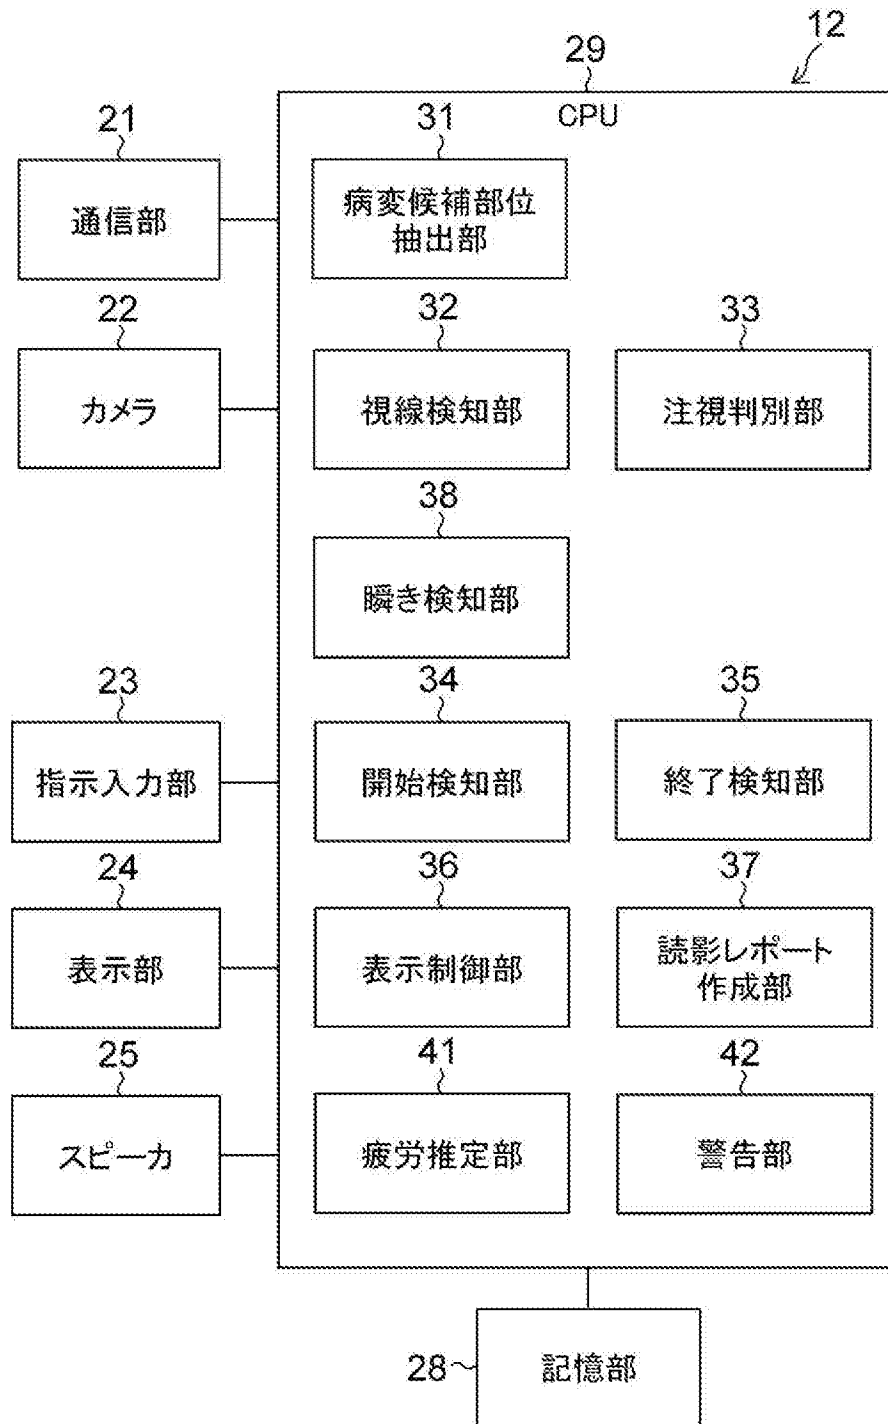 12
29
CPU
21
通信部
31
病変候補部位
抽出部
22
カメラ
32
視線検知部
33
注視判別部
38
瞬き検知部
23
指示入力部
34
開始検知部
35
終了検知部
24
表示部
36
表示制御部
37
読影レポート
作成部
25
スピーカ
41
疲労推定部
42
警告部
28
記憶部